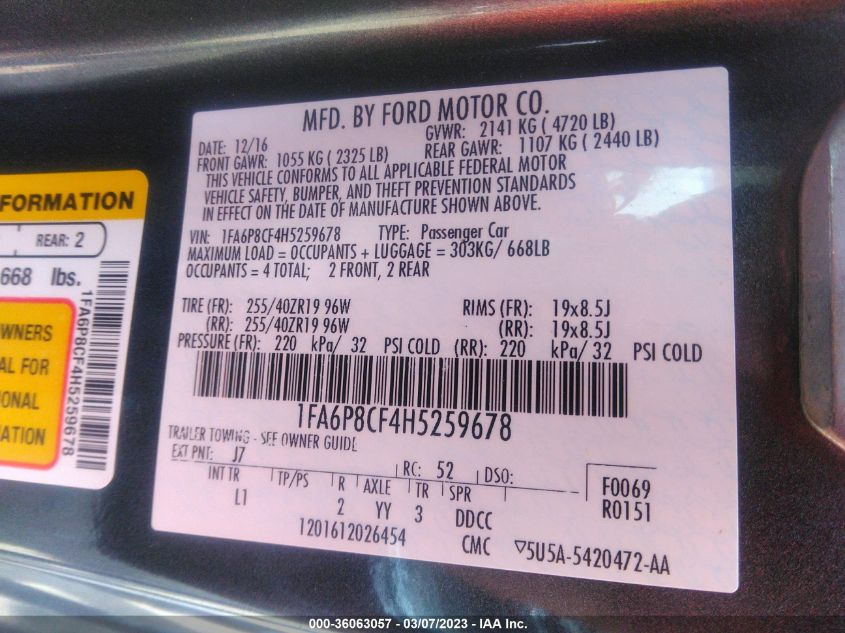 MFD. BY FORD MOTOR CO.
DATE: 12/16 GVWR: 2141 KG ( 4720 LB)
FRONT GAWR: 1055 KG ( 2325 LB) REAR GAWR: 1107 KG ( 2440 LB)
THIS VEHICLE CONFORMS TO ALL APPLICABLE FEDERAL MOTOR
VEHICLE SAFETY, BUMPER, AND THEFT PREVENTION STANDARDS
IN EFFECT ON THE DATE OF MANUFACTURE SHOWN ABOVE.
VIN: 1FA6P8CF4H5259678 TYPE: Passenger Car
MAXIMUM LOAD = OCCUPANTS + LUGGAGE = 303KG/ 668LB
OCCUPANTS = 4 TOTAL; 2 FRONT, 2 REAR
TIRE (FR): 255/40ZR19 96W RIMS (FR): 19x8.5J
(RR): 255/40ZR19 96W (RR): 19x8.5J
PRESSURE (FR): 220 kPa/ 32 PSI COLD (RR): 220 kPa/ 32 PSI COLD
1FA6P8CF4H5259678
TRAILER TOWING - SEE OWNER GUIDE
EXT PNT: J7 RC: 52 DSO:
INT TR TP/PS R AXLE TR SPR F0069
L1 2 YY 3 DDCC R0151
1201612026454 CMC ▽5U5A-5420472-AA
FORMATION
REAR: 2
668 lbs.
1FA6P8CF4H5259678
OWNERS
AL FOR
ONAL
MATION
000-36063057 - 03/07/2023 - IAA Inc.